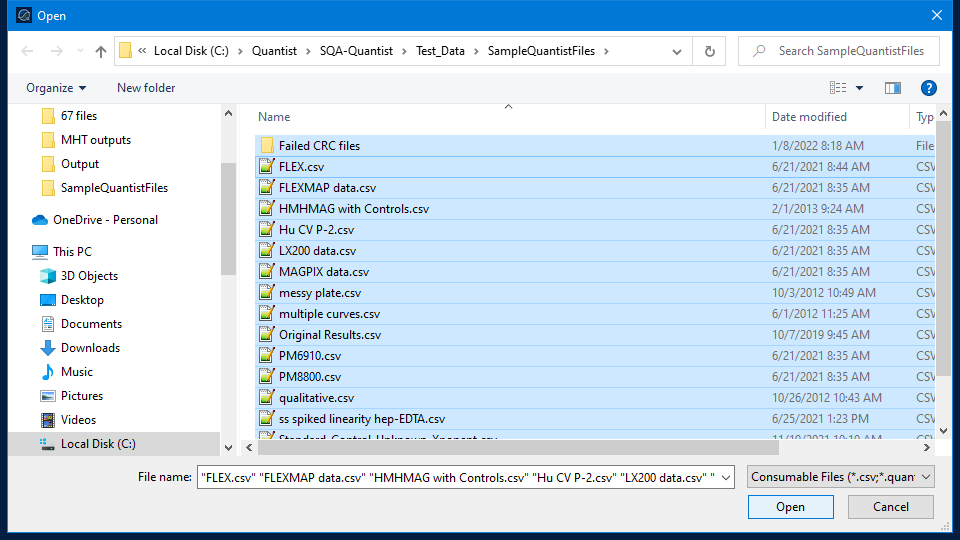 Open
« Local Disk (C:) > Quantist > SQA-Quantist > Test_Data > SampleQuantistFiles >
Search SampleQuantistFiles
Organize
New folder
67 files
MHT outputs
Output
SampleQuantistFiles
OneDrive - Personal
This PC
3D Objects
Desktop
Documents
Downloads
Music
Pictures
Videos
Local Disk (C:)
Name Date modified Typ
Failed CRC files 1/8/2022 8:18 AM File
FLEX.csv 6/21/2021 8:44 AM CSV
FLEXMAP data.csv 6/21/2021 8:35 AM CSV
HMHMAG with Controls.csv 2/1/2013 9:24 AM CSV
Hu CV P-2.csv 6/21/2021 8:35 AM CSV
LX200 data.csv 6/21/2021 8:35 AM CSV
MAGPIX data.csv 6/21/2021 8:35 AM CSV
messy plate.csv 10/3/2012 10:49 AM CSV
multiple curves.csv 6/1/2012 11:25 AM CSV
Original Results.csv 10/7/2019 9:45 AM CSV
PM6910.csv 6/21/2021 8:35 AM CSV
PM8800.csv 6/21/2021 8:35 AM CSV
qualitative.csv 10/26/2012 10:43 AM CSV
ss spiked linearity hep-EDTA.csv 6/25/2021 1:23 PM CSV
File name: "FLEX.csv" "FLEXMAP data.csv" "HMHMAG with Controls.csv" "Hu CV P-2.csv" "LX200 data.csv" "
Consumable Files (*.csv;*.quan
Open
Cancel